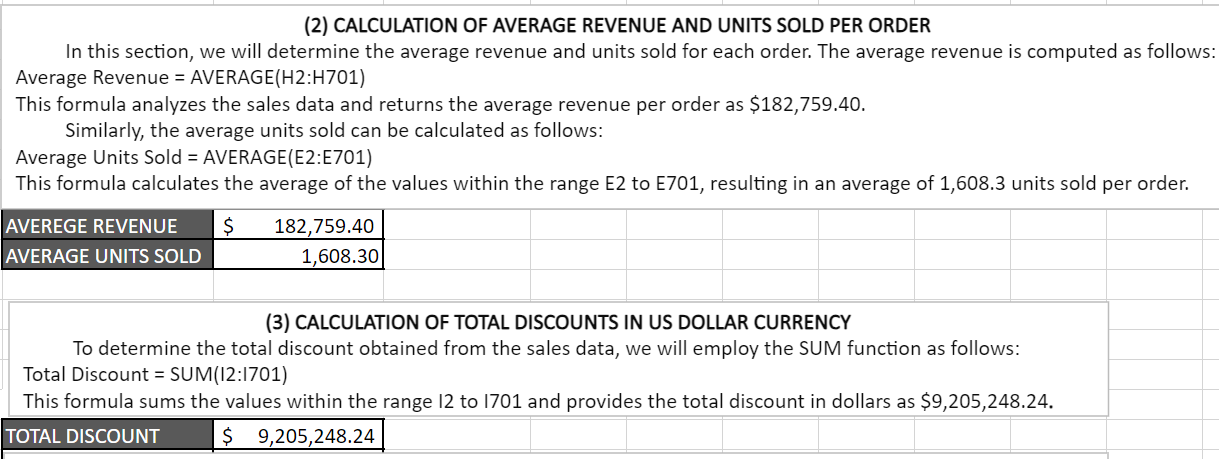 (2) CALCULATION OF AVERAGE REVENUE AND UNITS SOLD PER ORDER
In this section, we will determine the average revenue and units sold for each order. The average revenue is computed as follows:
Average Revenue = AVERAGE(H2:H701)
This formula analyzes the sales data and returns the average revenue per order as $182,759.40.
Similarly, the average units sold can be calculated as follows:
Average Units Sold = AVERAGE(E2:E701)
This formula calculates the average of the values within the range E2 to E701, resulting in an average of 1,608.3 units sold per order.
AVEREGE REVENUE $ 182,759.40
AVERAGE UNITS SOLD 1,608.30
(3) CALCULATION OF TOTAL DISCOUNTS IN US DOLLAR CURRENCY
To determine the total discount obtained from the sales data, we will employ the SUM function as follows:
Total Discount = SUM(I2:I701)
This formula sums the values within the range I2 to I701 and provides the total discount in dollars as $9,205,248.24.
TOTAL DISCOUNT $ 9,205,248.24